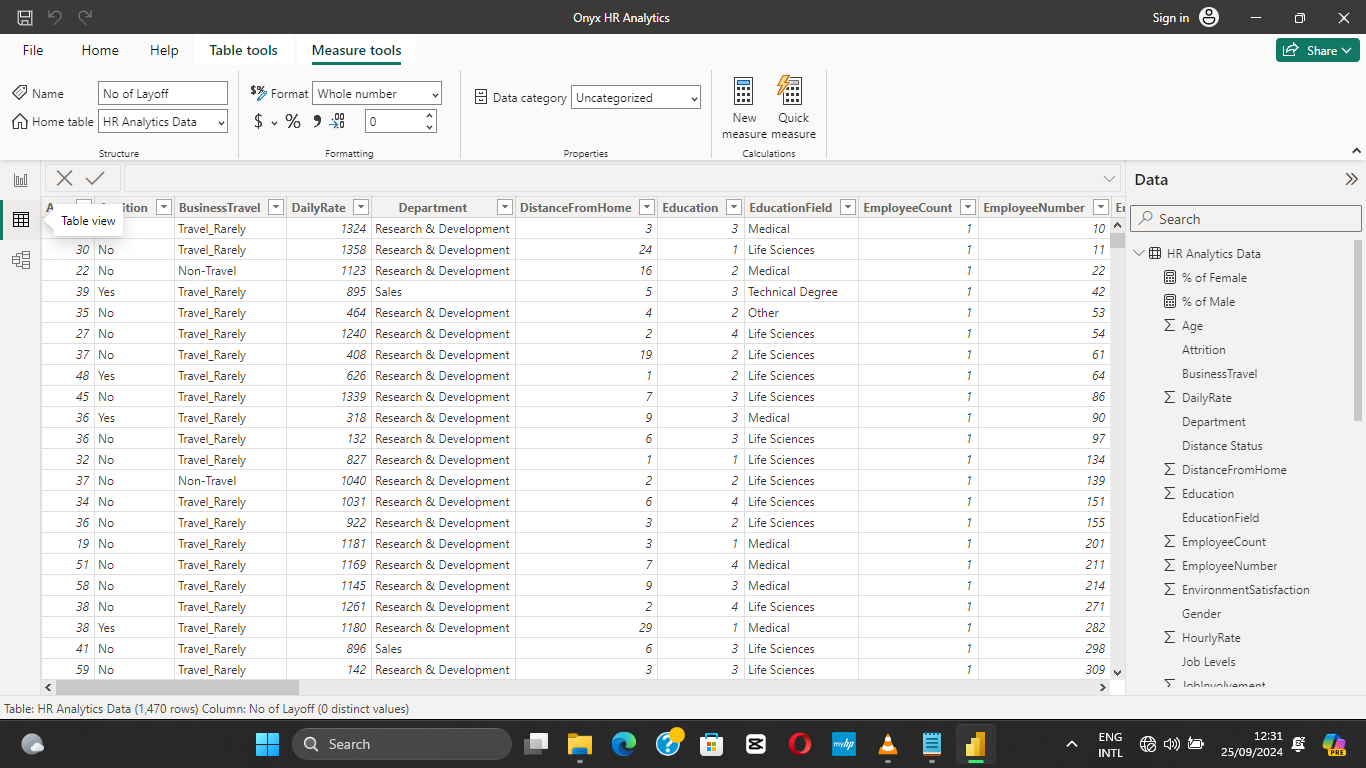 Onyx HR Analytics
Sign in
File Home Help Table tools Measure tools
Share
Name No of Layoff
Home table HR Analytics Data
Structure
Format Whole number
$ % 9 0
Formatting
Data category Uncategorized
Properties
New measure
Quick measure
Calculations
Table view
BusinessTravel DailyRate Department DistanceFromHome Education EducationField EmployeeCount EmployeeNumber
Travel_Rarely 1324 Research & Development 3 3 Medical 1 10
30 No Travel_Rarely 1358 Research & Development 24 1 Life Sciences 1 11
22 No Non-Travel 1123 Research & Development 16 2 Medical 1 22
39 Yes Travel_Rarely 895 Sales 5 3 Technical Degree 1 42
35 No Travel_Rarely 464 Research & Development 4 2 Other 1 53
27 No Travel_Rarely 1240 Research & Development 2 4 Life Sciences 1 54
37 No Travel_Rarely 408 Research & Development 19 2 Life Sciences 1 61
48 Yes Travel_Rarely 626 Research & Development 1 2 Life Sciences 1 64
45 No Travel_Rarely 1339 Research & Development 7 3 Life Sciences 1 86
36 Yes Travel_Rarely 318 Research & Development 9 3 Medical 1 90
36 No Travel_Rarely 132 Research & Development 6 3 Life Sciences 1 97
32 No Travel_Rarely 827 Research & Development 1 1 Life Sciences 1 134
37 No Non-Travel 1040 Research & Development 2 2 Life Sciences 1 139
34 No Travel_Rarely 1031 Research & Development 6 4 Life Sciences 1 151
36 No Travel_Rarely 922 Research & Development 3 2 Life Sciences 1 155
19 No Travel_Rarely 1181 Research & Development 3 1 Medical 1 201
51 No Travel_Rarely 1169 Research & Development 7 4 Medical 1 211
58 No Travel_Rarely 1145 Research & Development 9 3 Medical 1 214
38 No Travel_Rarely 1261 Research & Development 2 4 Life Sciences 1 271
38 Yes Travel_Rarely 1180 Research & Development 29 1 Medical 1 282
41 No Travel_Rarely 896 Sales 6 3 Life Sciences 1 298
59 No Travel_Rarely 142 Research & Development 3 3 Life Sciences 1 309
Data
Search
HR Analytics Data
% of Female
% of Male
Σ Age
Attrition
BusinessTravel
Σ DailyRate
Department
Distance Status
Σ DistanceFromHome
Σ Education
EducationField
Σ EmployeeCount
Σ EmployeeNumber
Σ EnvironmentSatisfaction
Gender
Σ HourlyRate
Job Levels
Σ JobInvolvement
Table: HR Analytics Data (1,470 rows) Column: No of Layoff (0 distinct values)
Search
myhp
ENG
INTL
12:31
25/09/2024
PRE